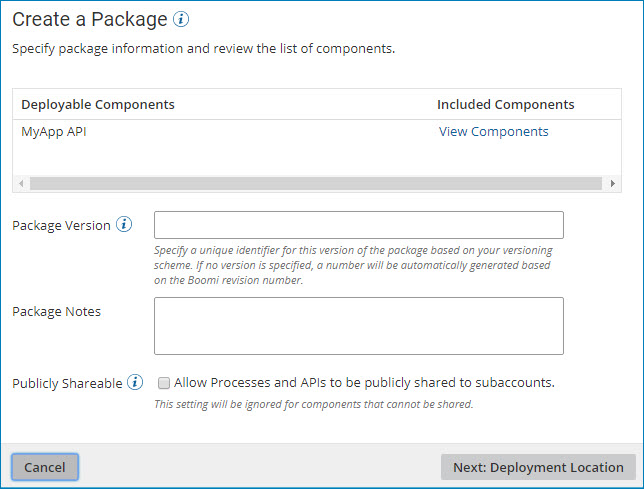 Create a Package i
Specify package information and review the list of components.
Deployable Components Included Components
MyApp API View Components
Package Version i
Specify a unique identifier for this version of the package based on your versioning
scheme. If no version is specified, a number will be automatically generated based
on the Boomi revision number.
Package Notes
Publicly Shareable i Allow Processes and APIs to be publicly shared to subaccounts.
This setting will be ignored for components that cannot be shared.
Cancel Next: Deployment Location